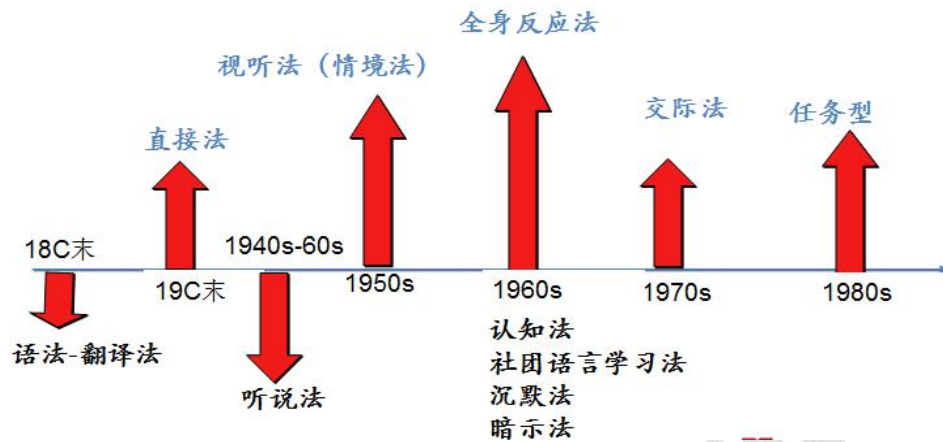 全身反应法
视听法（情境法）
直接法
交际法
任务型
18C末
1940s-60s
19C末
1950s
1960s
1970s
1980s
语法-翻译法
听说法
认知法
社团语言学习法
沉默法
暗示法